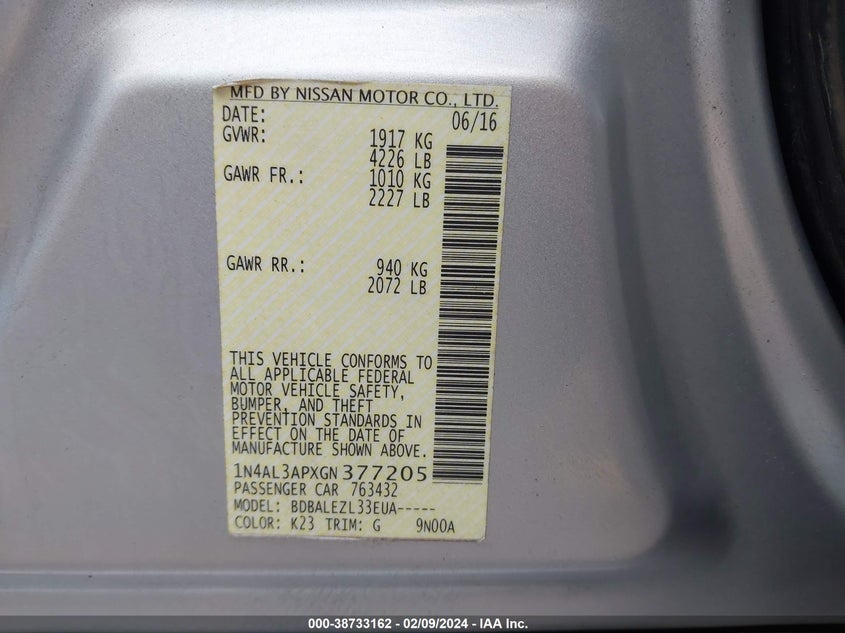 MFD BY NISSAN MOTOR CO., LTD.
DATE: 06/16
GVWR: 1917 KG
4226 LB
GAWR FR.: 1010 KG
2227 LB
GAWR RR.: 940 KG
2072 LB
THIS VEHICLE CONFORMS TO
ALL APPLICABLE FEDERAL
MOTOR VEHICLE SAFETY,
BUMPER, AND THEFT
PREVENTION STANDARDS IN
EFFECT ON THE DATE OF
MANUFACTURE SHOWN ABOVE.
1N4AL3APXGN377205
PASSENGER CAR 763432
MODEL: BDBALEZL33EUA-----
COLOR: K23 TRIM: G 9N00A
000-38733162 - 02/09/2024 - IAA Inc.